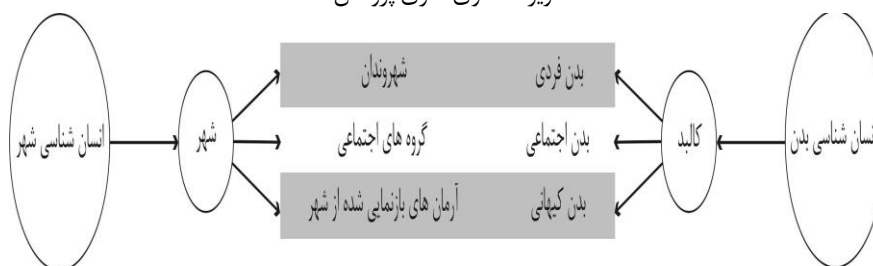 بدن فردی شهروندان
انسان شناسی بدن کالبد بدن اجتماعی گروه های اجتماعی شهر انسان شناسی شهر
بدن کیهانی آرمان های بازنمایی شده از شهر